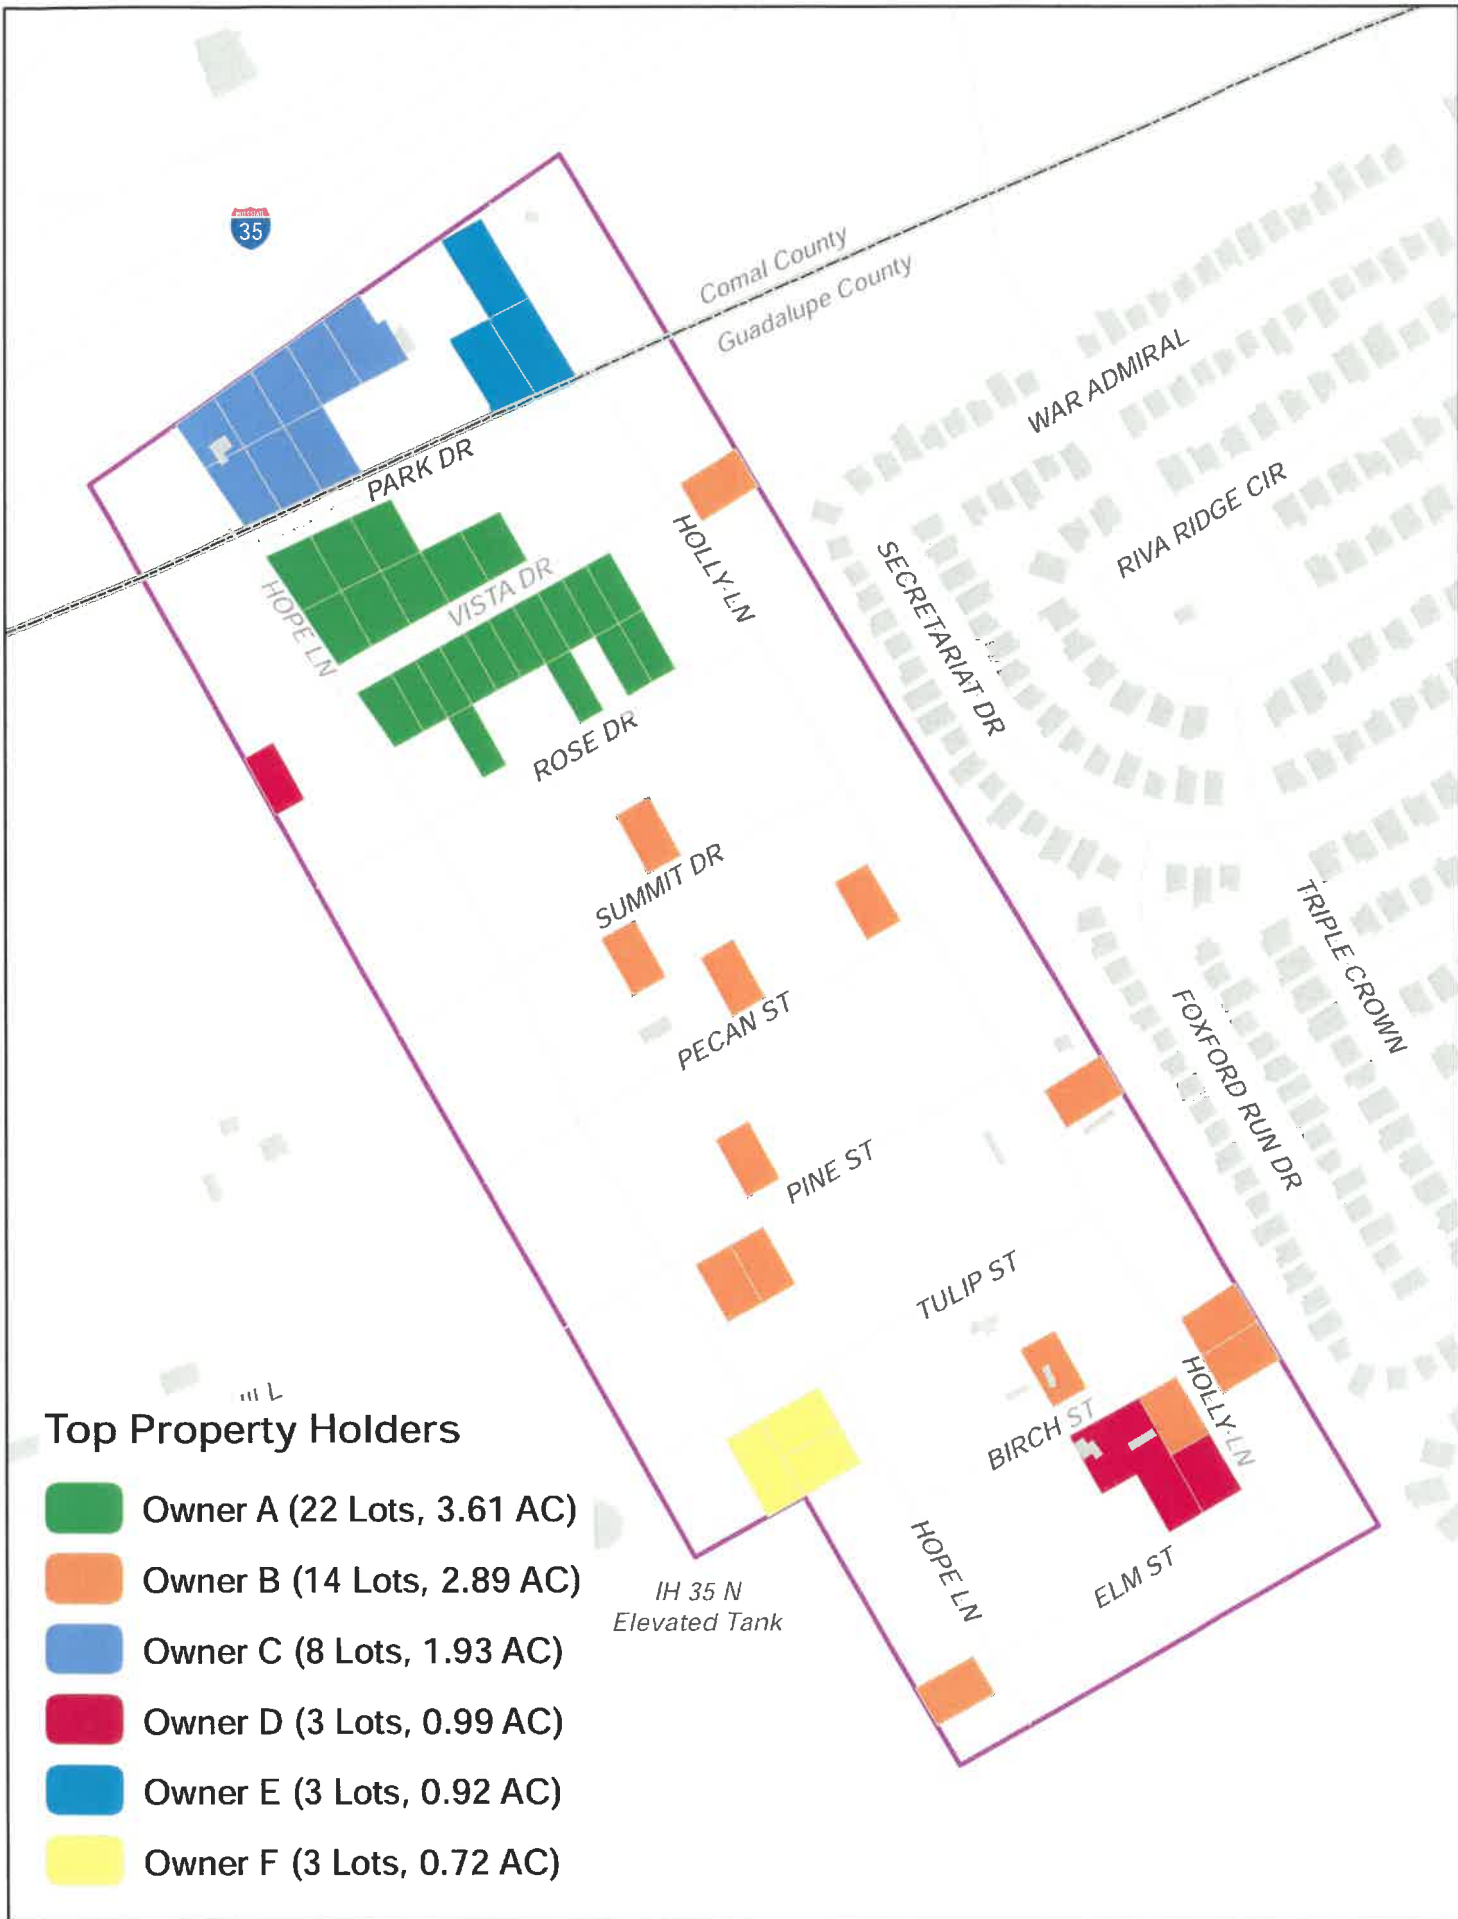 INTERSTATE
35
Comal County
Guadalupe County
WAR ADMIRAL
PARK DR
RIVA RIDGE CIR
HOLLY LN
HOPE LN
VISTA DR
SECRETARIAT DR
ROSE DR
SUMMIT DR
TRIPLE CROWN
PECAN ST
FOXFORD RUN DR
PINE ST
TULIP ST
HOLLY LN
BIRCH ST
HOPE LN
ELM ST
IH 35 N
Elevated Tank
Top Property Holders
Owner A (22 Lots, 3.61 AC)
Owner B (14 Lots, 2.89 AC)
Owner C (8 Lots, 1.93 AC)
Owner D (3 Lots, 0.99 AC)
Owner E (3 Lots, 0.92 AC)
Owner F (3 Lots, 0.72 AC)